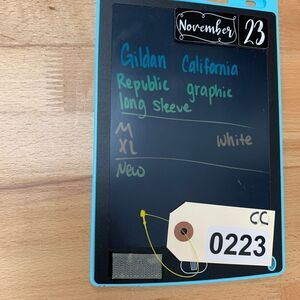 November 23
Gildan California
Republic graphic
long sleeve
M
XL white
New
CC
0223